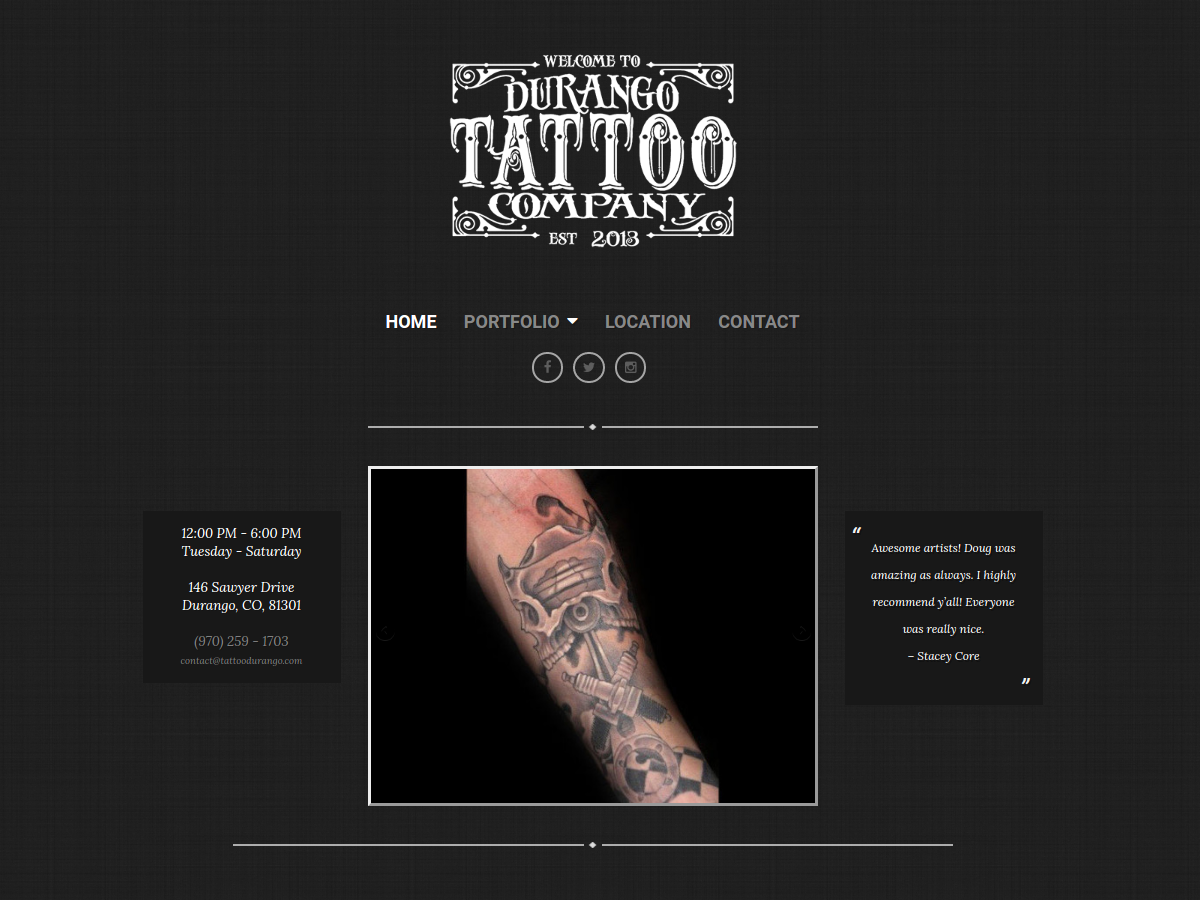 WELCOME TO
DURANGO
TATTOO
COMPANY
EST 2013
HOME PORTFOLIO LOCATION CONTACT
12:00 PM - 6:00 PM
Tuesday - Saturday
146 Sawyer Drive
Durango, CO, 81301
(970) 259 - 1703
contact@tattoodurango.com
“
Awesome artists! Doug was
amazing as always. I highly
recommend y'all! Everyone
was really nice.
– Stacey Core
”